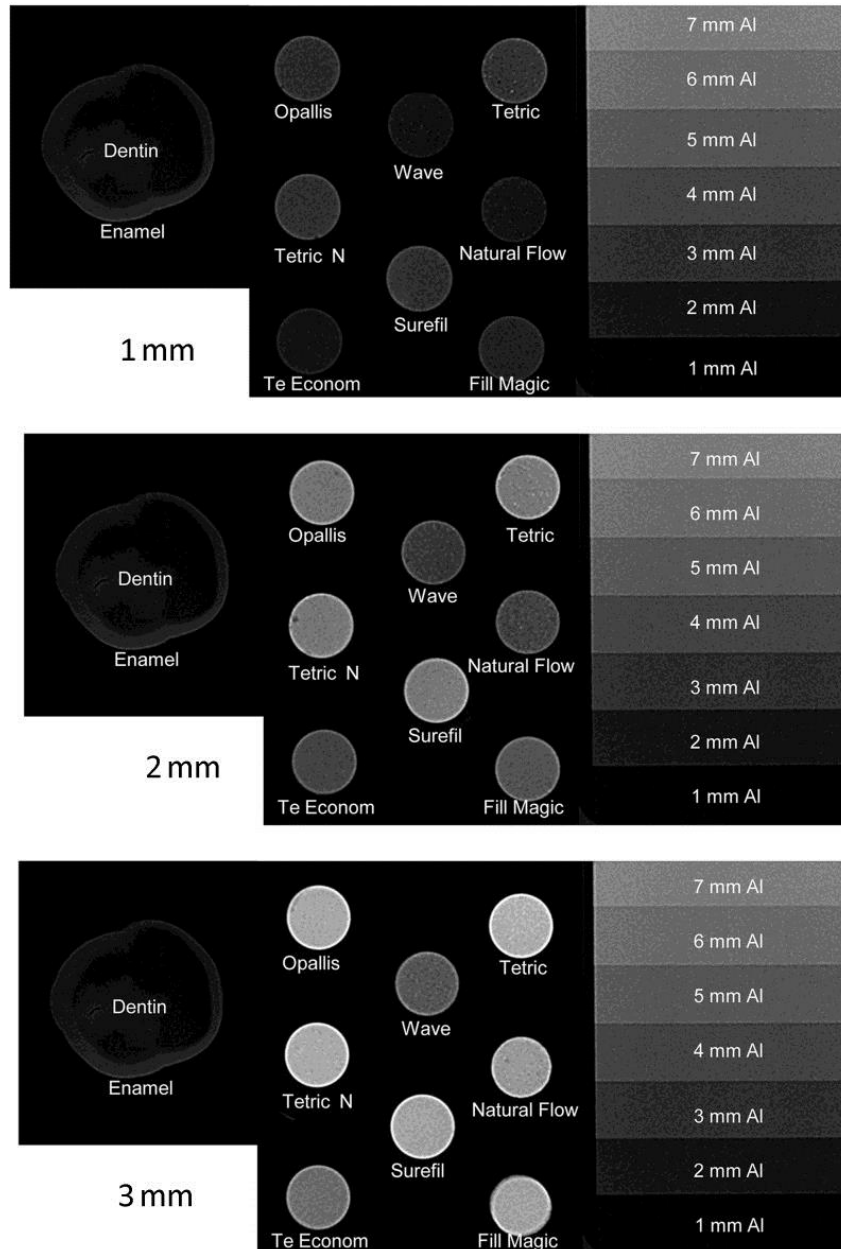 Opallis
Tetric
Dentin
Wave
Enamel
Tetric N
Natural Flow
Surefil
Te Econom
Fill Magic
7 mm Al
6 mm Al
5 mm Al
4 mm Al
3 mm Al
2 mm Al
1 mm Al
1 mm
Opallis
Tetric
Dentin
Wave
Enamel
Tetric N
Natural Flow
Surefil
Te Econom
Fill Magic
7 mm Al
6 mm Al
5 mm Al
4 mm Al
3 mm Al
2 mm Al
1 mm Al
2 mm
Opallis
Tetric
Dentin
Wave
Enamel
Tetric N
Natural Flow
Surefil
Te Econom
Fill Magic
7 mm Al
6 mm Al
5 mm Al
4 mm Al
3 mm Al
2 mm Al
1 mm Al
3 mm